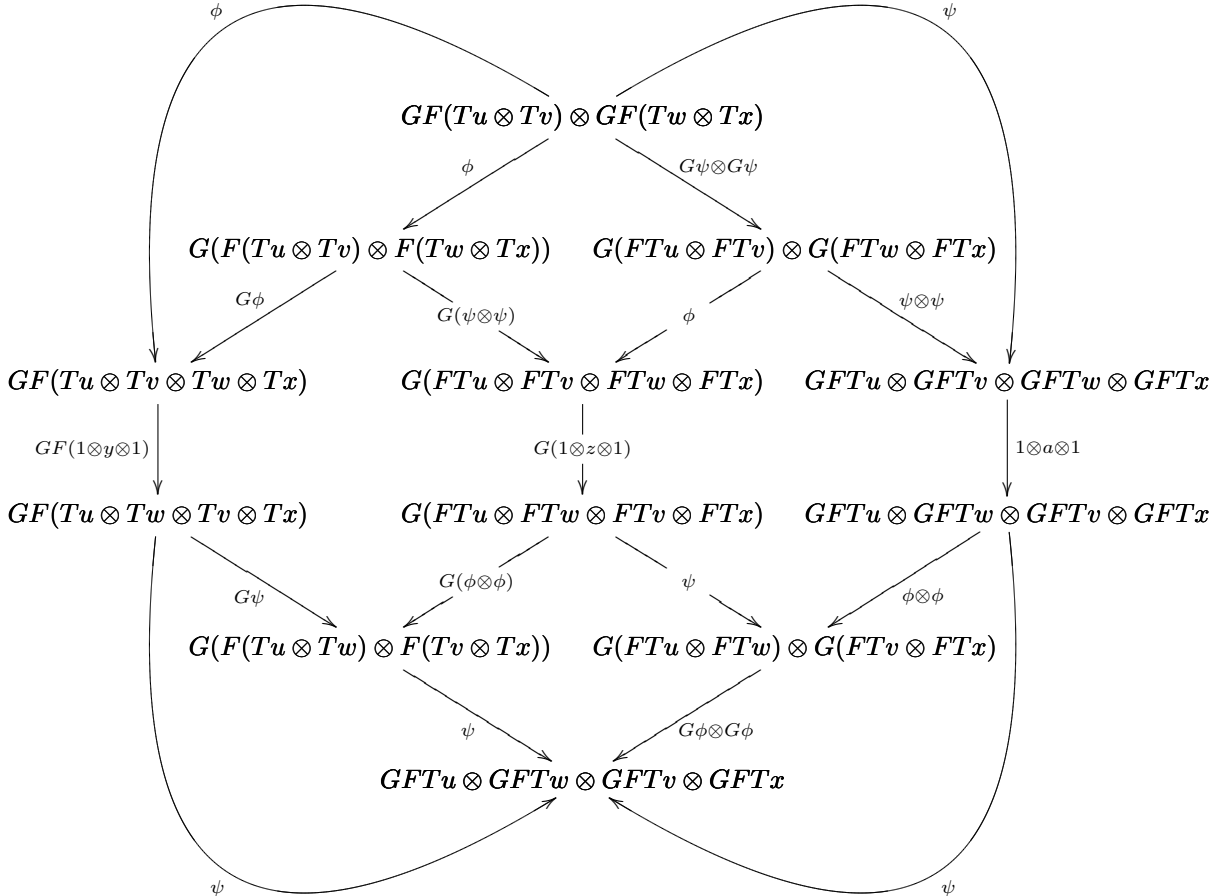 ϕ ψ
GF(Tu ⊗ Tv) ⊗ GF(Tw ⊗ Tx)
ϕ Gψ⊗Gψ
G(F(Tu ⊗ Tv) ⊗ F(Tw ⊗ Tx)) G(FTu ⊗ FTv) ⊗ G(FTw ⊗ FTx)
Gϕ G(ψ⊗ψ) ϕ ψ⊗ψ
GF(Tu ⊗ Tv ⊗ Tw ⊗ Tx) G(FTu ⊗ FTv ⊗ FTw ⊗ FTx) GFTu ⊗ GFTv ⊗ GFTw ⊗ GFTx
GF(1⊗y⊗1) G(1⊗z⊗1) 1⊗a⊗1
GF(Tu ⊗ Tw ⊗ Tv ⊗ Tx) G(FTu ⊗ FTw ⊗ FTv ⊗ FTx) GFTu ⊗ GFTw ⊗ GFTv ⊗ GFTx
Gψ G(ϕ⊗ϕ) ψ ϕ⊗ϕ
G(F(Tu ⊗ Tw) ⊗ F(Tv ⊗ Tx)) G(FTu ⊗ FTw) ⊗ G(FTv ⊗ FTx)
ψ Gϕ⊗Gϕ
GFTu ⊗ GFTw ⊗ GFTv ⊗ GFTx
ψ ψ